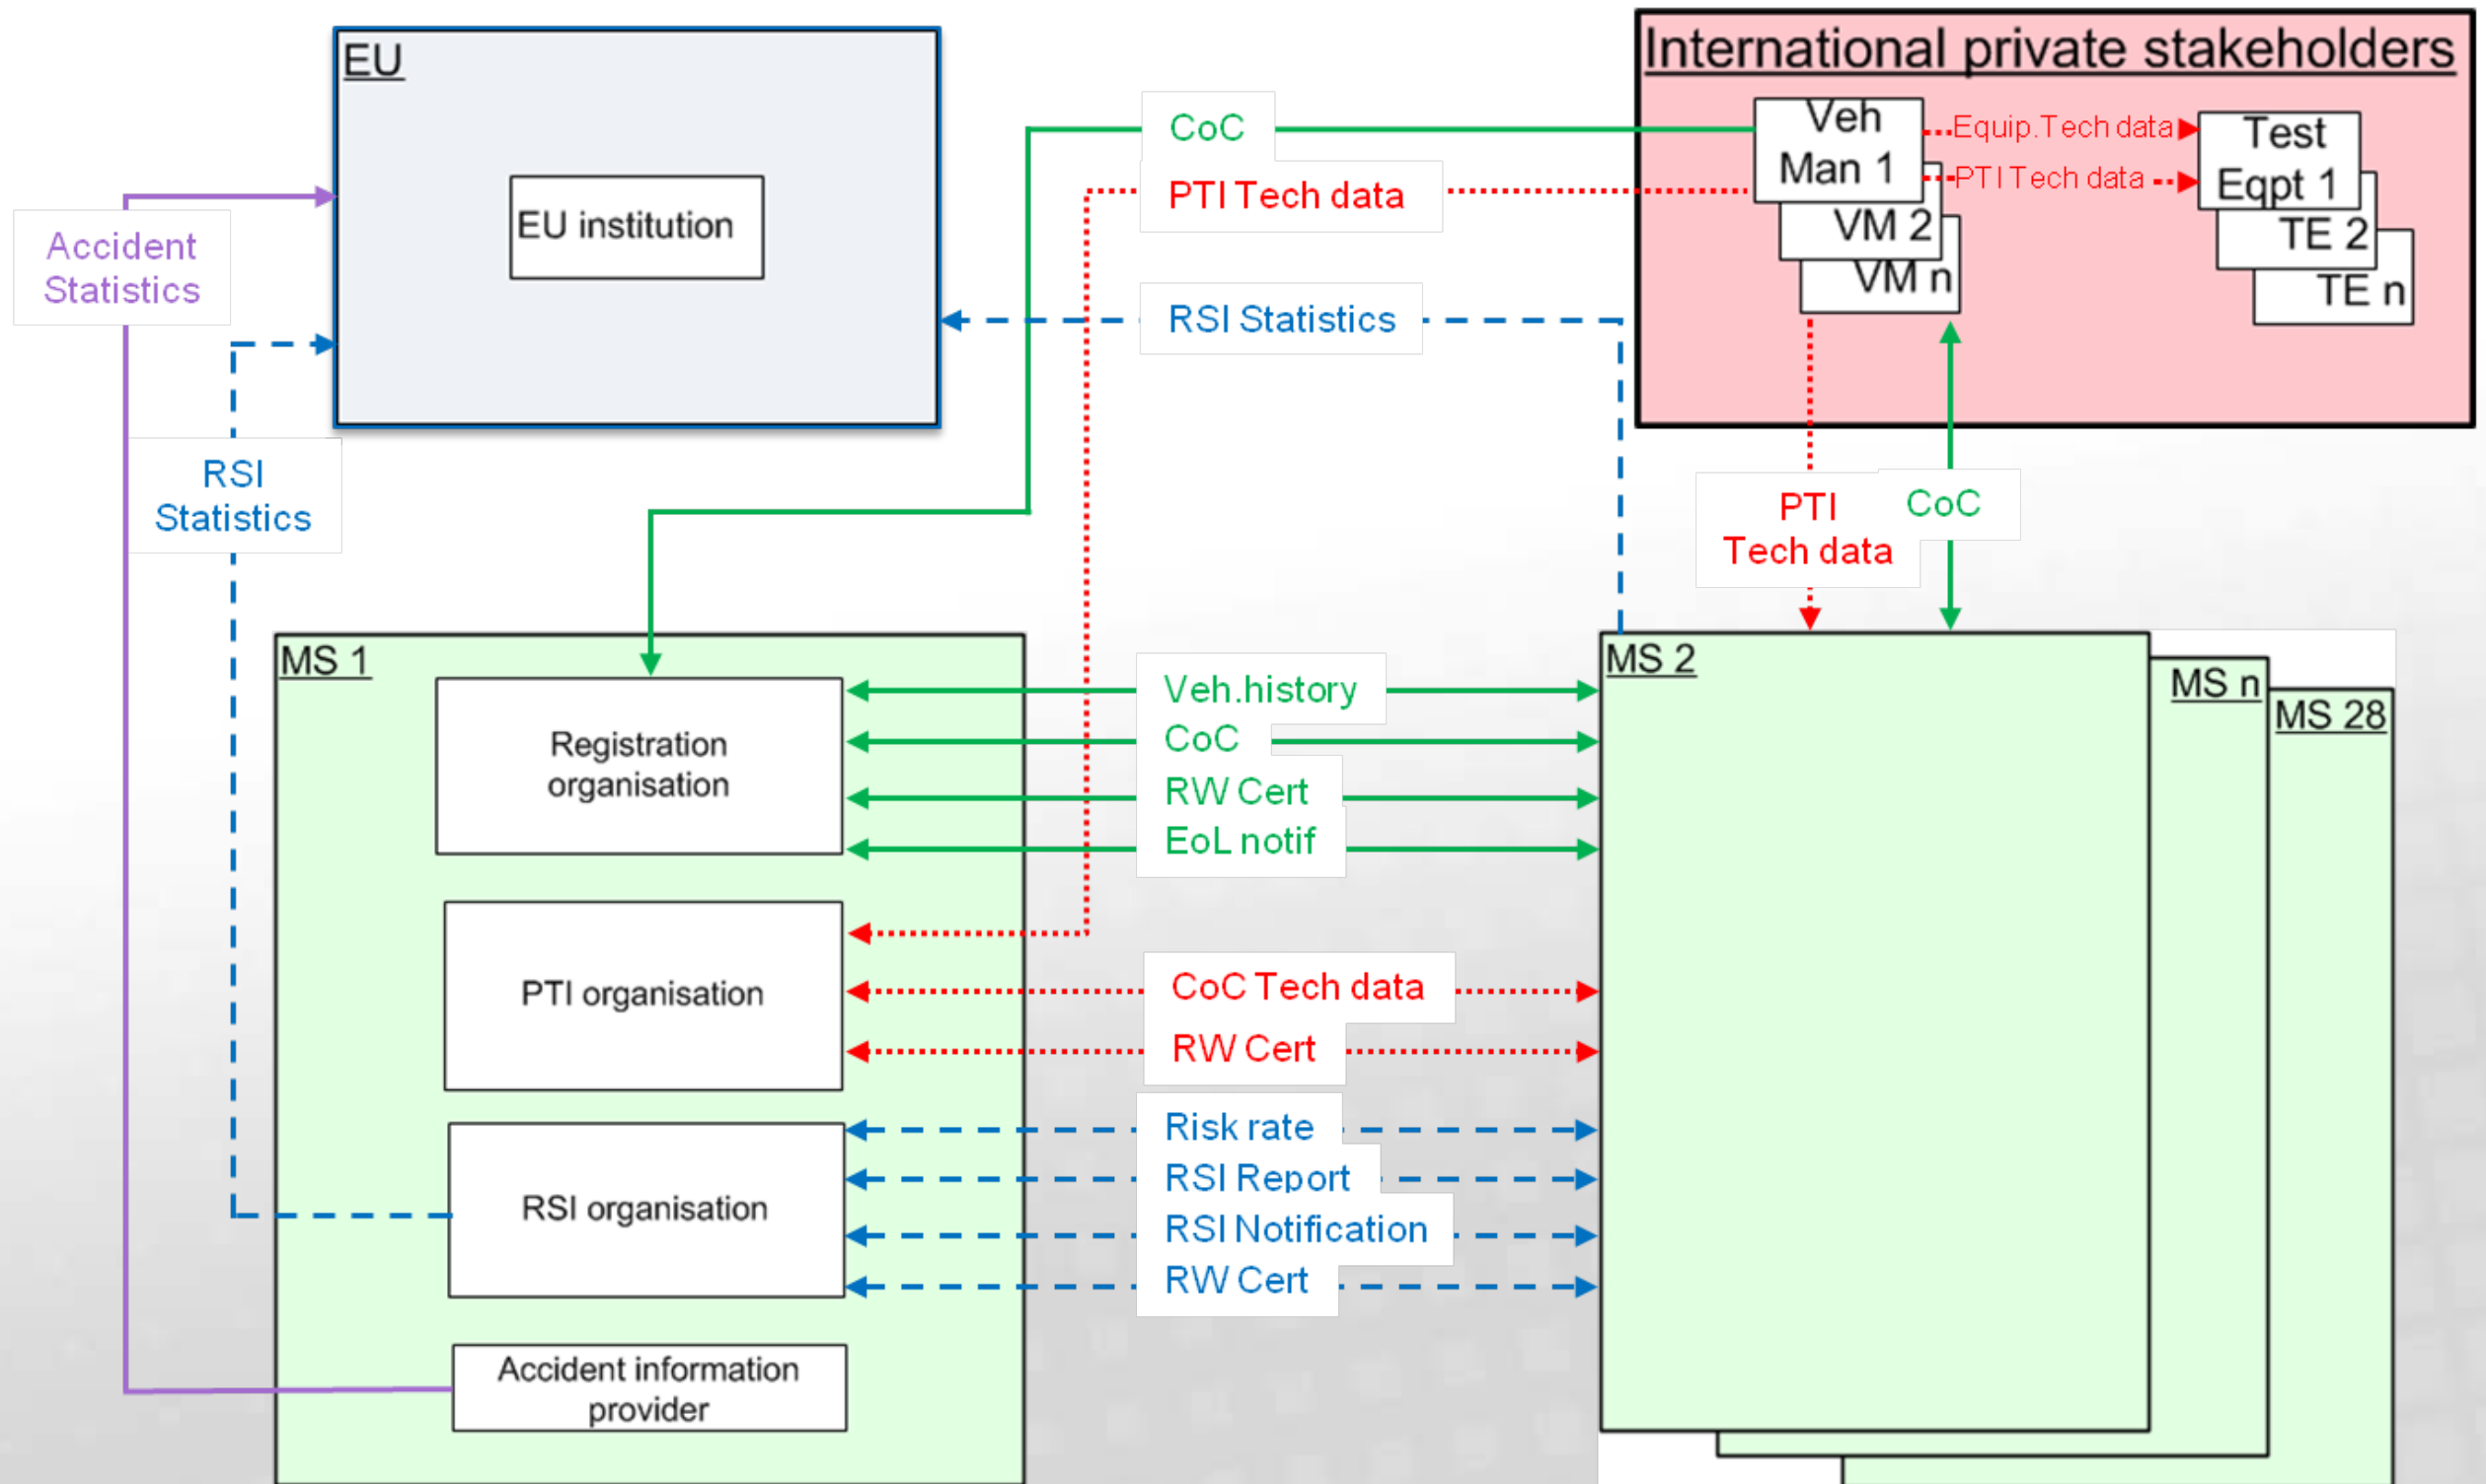 EU
EU institution
International private stakeholders
Veh
Man 1
VM 2
VM n
Equip.Tech data
PTI Tech data
Test
Eqpt 1
TE 2
TE n
CoC
PTI Tech data
RSI Statistics
Accident
Statistics
RSI
Statistics
PTI
Tech data
CoC
MS 1
Registration
organisation
PTI organisation
RSI organisation
Accident information
provider
Veh.history
CoC
RW Cert
EoL notif
CoC Tech data
RW Cert
Risk rate
RSI Report
RSI Notification
RW Cert
MS 2
MS n
MS 28